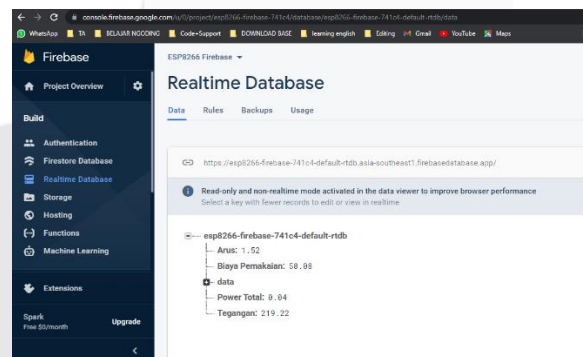 console.firebase.google.com/u/0/project/esp8266-firebase-741c4/database/esp8266-firebase-741c4-default-rtdb/data
WhatsApp TA BELAJAR NGODING Code+Support DOWNLOAD BASE learning english Editing Gmail YouTube Maps
Firebase
Project Overview
Build
Authentication
Firestore Database
Realtime Database
Storage
Hosting
Functions
Machine Learning
Extensions
Spark
Free $0/month
Upgrade
ESP8266 Firebase
Realtime Database
Data Rules Backups Usage
https://esp8266-firebase-741c4-default-rtdb.asia-southeast1.firebasedatabase.app/
Read-only and non-realtime mode activated in the data viewer to improve browser performance
Select a key with fewer records to edit or view in realtime
esp8266-firebase-741c4-default-rtdb
Arus: 1.52
Biaya Pemakaian: 58.08
data
Power Total: 0.04
Tegangan: 219.22